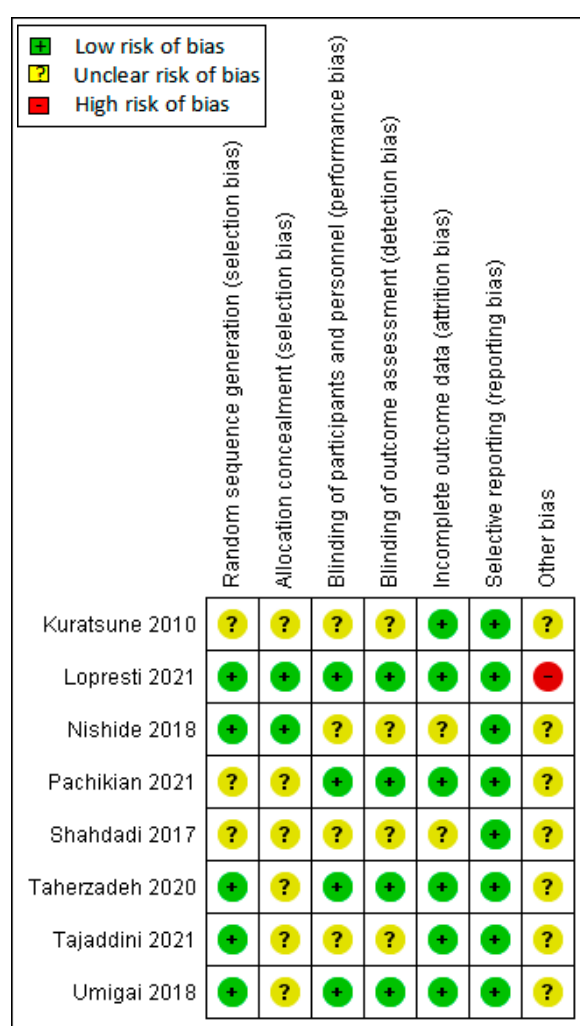 + Low risk of bias
? Unclear risk of bias
- High risk of bias
Random sequence generation (selection bias)
Allocation concealment (selection bias)
Blinding of participants and personnel (performance bias)
Blinding of outcome assessment (detection bias)
Incomplete outcome data (attrition bias)
Selective reporting (reporting bias)
Other bias
Kuratsune 2010 ? ? ? ? + + ?
Lopresti 2021 + + + + + + -
Nishide 2018 + + ? ? ? + ?
Pachikian 2021 ? ? + + + + ?
Shahdadi 2017 ? ? ? ? ? + ?
Taherzadeh 2020 + ? + + + + ?
Tajaddini 2021 + ? ? ? + + ?
Umigai 2018 + ? + + + + ?